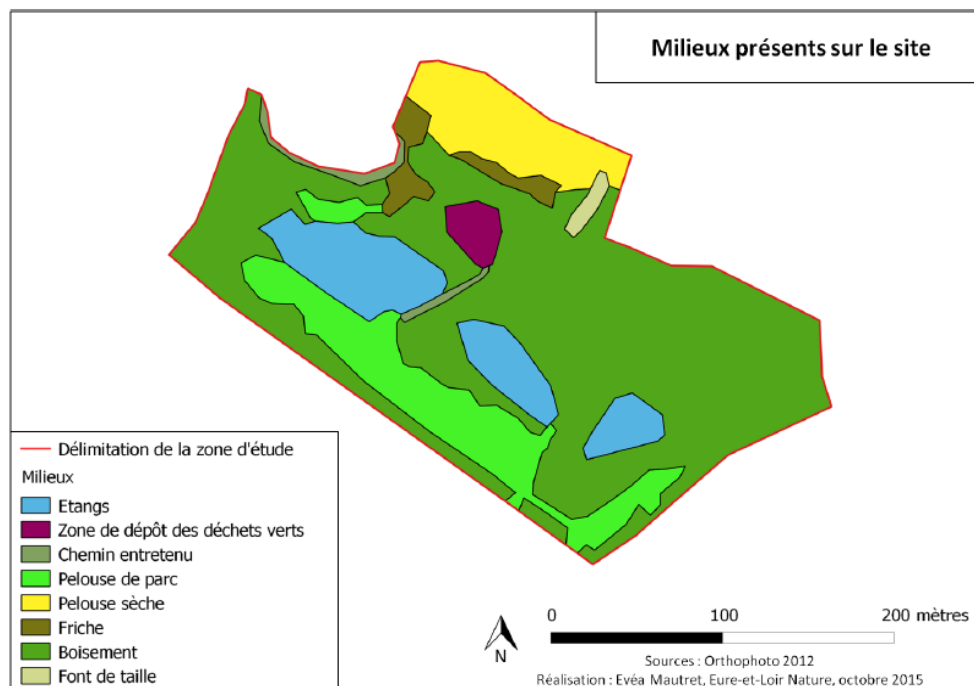 Milieux présents sur le site
Délimitation de la zone d'étude
Milieux
Etangs
Zone de dépôt des déchets verts
Chemin entretenu
Pelouse de parc
Pelouse sèche
Friche
Boisement
Font de taille
0 100 200 mètres
N
Sources : Orthophoto 2012
Réalisation : Evéa Mautret, Eure-et-Loir Nature, octobre 2015